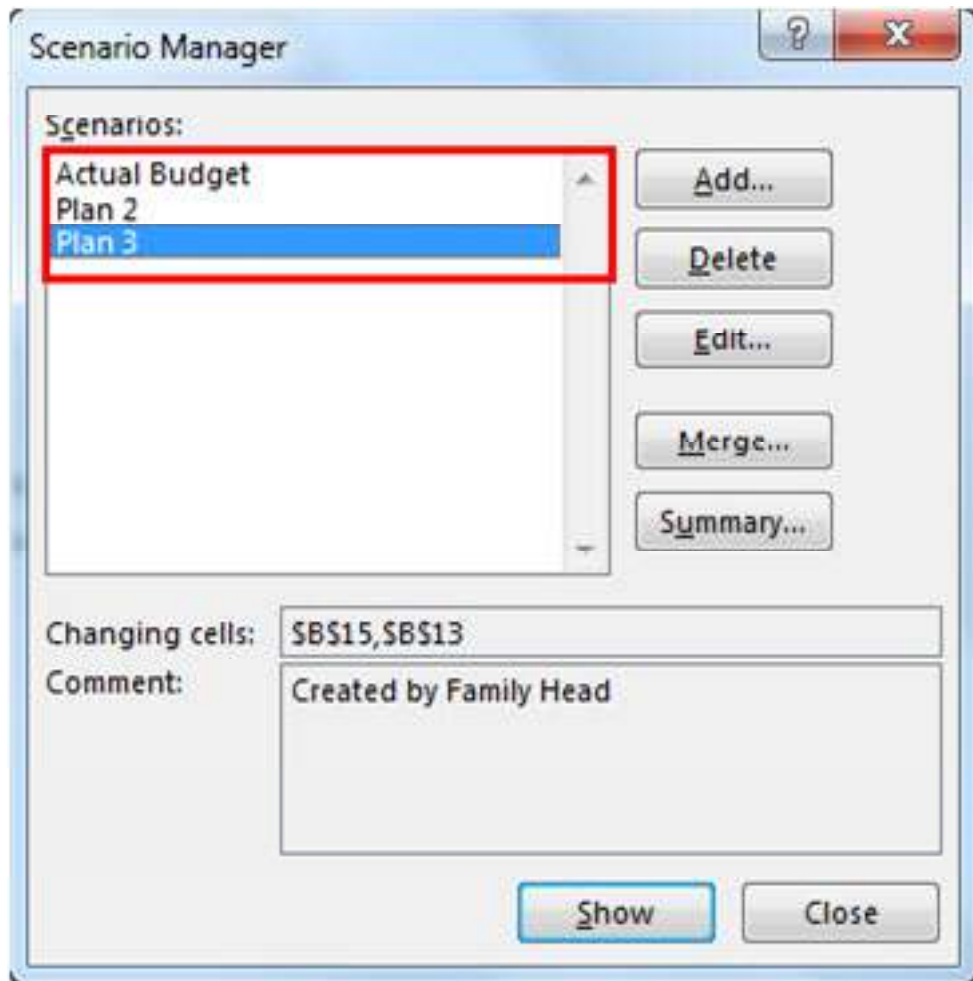 Scenario Manager
?
X
Scenarios:
Actual Budget
Plan 2
Plan 3
Add...
Delete
Edit...
Merge...
Summary...
Changing cells: $B$15,$B$13
Comment: Created by Family Head
Show Close